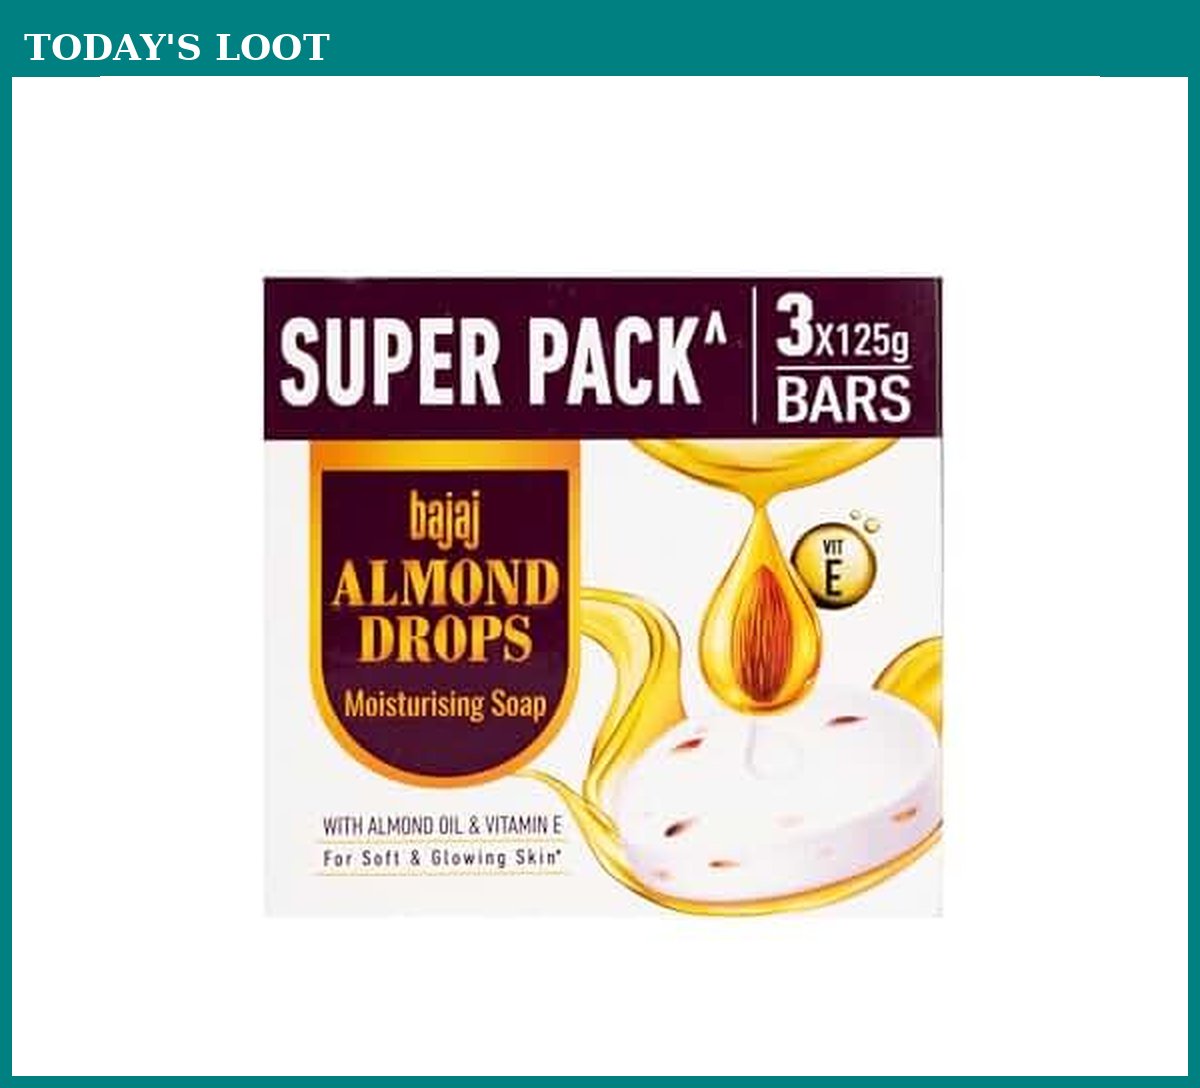 TODAY'S LOOT
SUPER PACK^
3X125g
BARS
bajaj
ALMOND
DROPS
Moisturising Soap
VIT
E
WITH ALMOND OIL & VITAMIN E
For Soft & Glowing Skin*